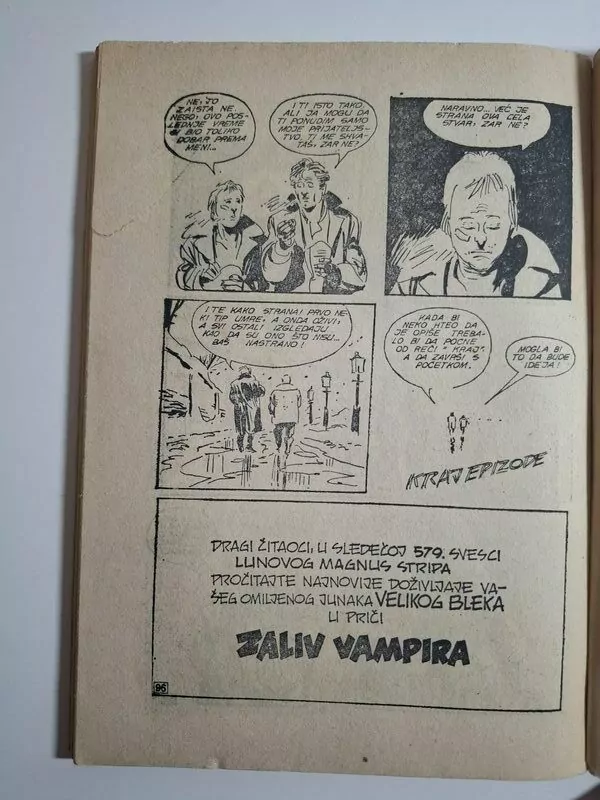 NE, TO
ZAISTA NE.
NEGO, OVO POS-
LEDNJE VREME
SI BIO TOLIKO
DOBAR PREMA
MENI...
I TI ISTO TAKO,
ALI JA MOGU DA
TI PONUDIM SAMO
MOJE PRIJATELJS-
TVO. TI ME SHVA-
TAŠ, ZAR NE?
NARAVNO... VEĆ JE
STRANA OVA CELA
STVAR, ZAR NE?
I TE KAKO STRANA! PRVO NE-
KI TIP UMRE, A ONDA OŽIVI,
A SVI OSTALI IZGLEDAJU
KAO DA SU ONO ŠTO NISU...
BAŠ
NASTRANO!
KADA BI
NEKO HTEO DA
JE OPIŠE TREBA-
LO BI DA POČNE
OD REČI "KRAJ"
A DA ZAVRŠI S
POČETKOM.
MOGLA BI
TO DA BUDE
IDEJA!
KRAJ EPIZODE
DRAGI ČITAOCI, U SLEDEĆOJ 579. SVESCI
LUNOVOG MAGNUS STRIPA
PROČITAJTE NAJNOVIJE DOŽIVLJAJE VA-
ŠEG OMILJENOG JUNAKA VELIKOG BLEKA
U PRIČI
ZALIV VAMPIRA
95